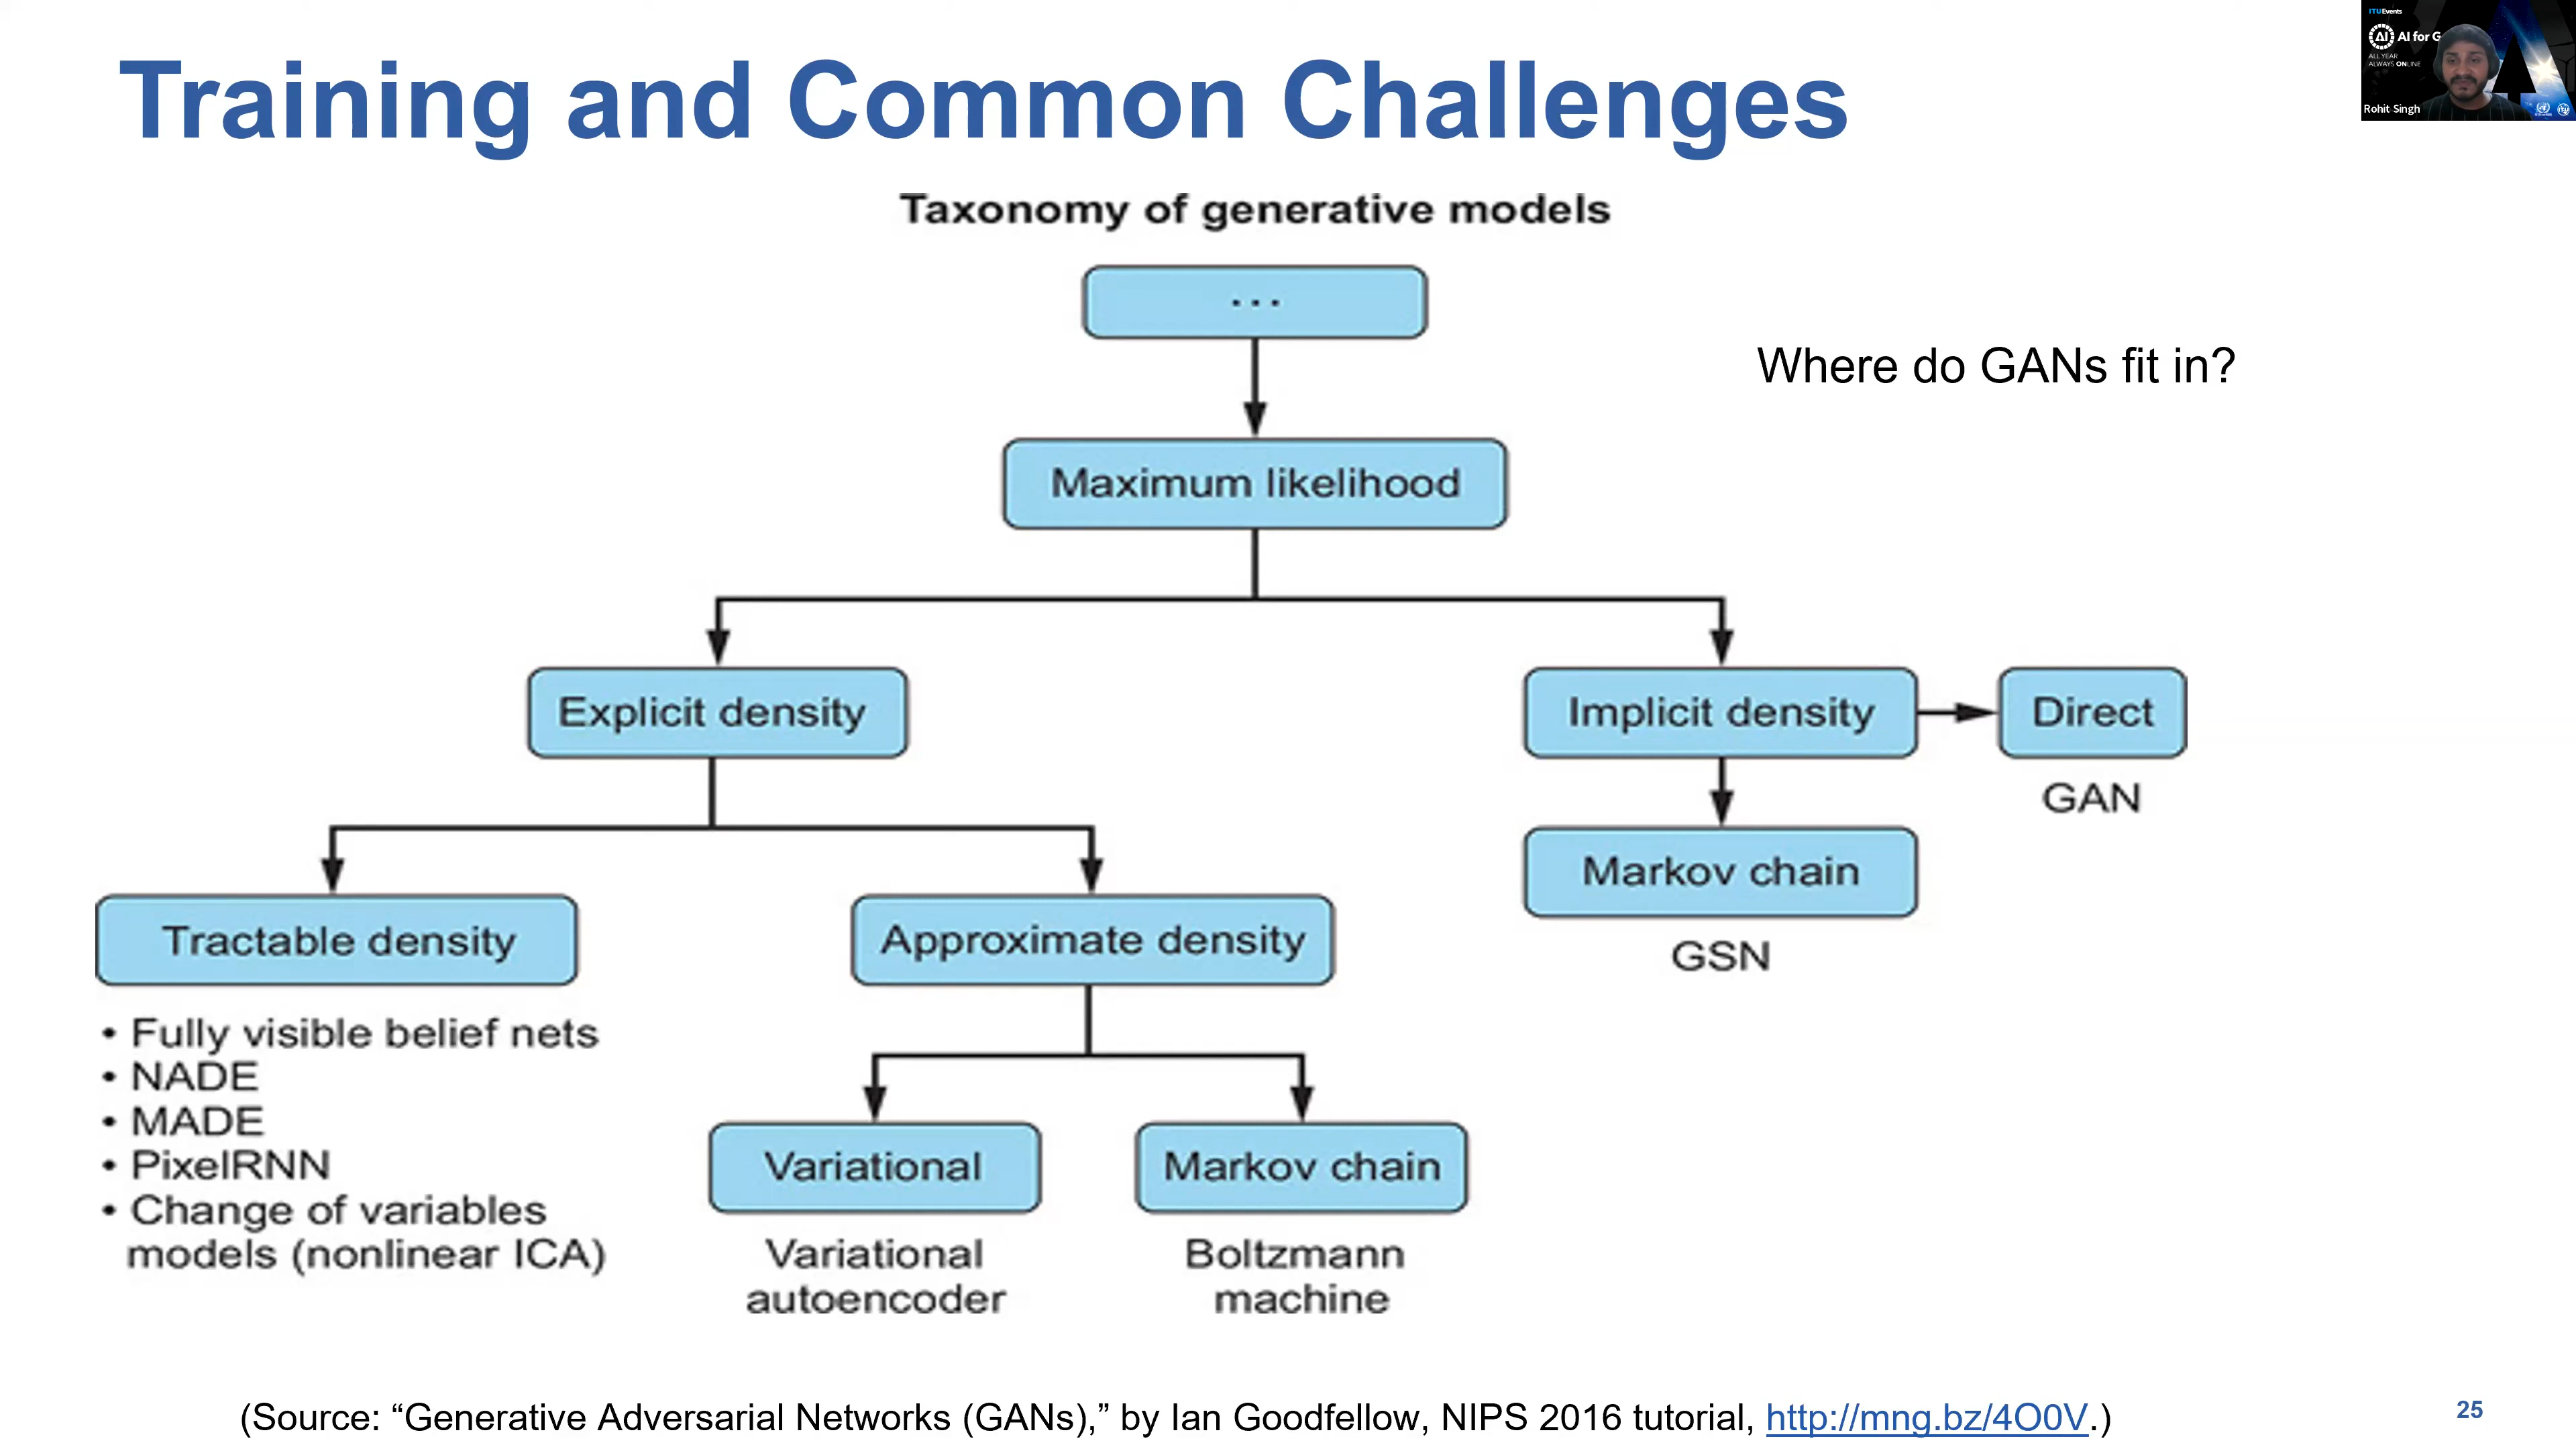 ITUEvents
AI AI for G
ALL YEAR
ALWAYS ONLINE
Rohit Singh
Training and Common Challenges
Taxonomy of generative models
...
Where do GANs fit in?
Maximum likelihood
Explicit density
Implicit density
Direct
GAN
Markov chain
GSN
Tractable density
Approximate density
• Fully visible belief nets
• NADE
• MADE
• PixelRNN
• Change of variables
models (nonlinear ICA)
Variational
Markov chain
Variational
autoencoder
Boltzmann
machine
(Source: “Generative Adversarial Networks (GANs),” by Ian Goodfellow, NIPS 2016 tutorial, http://mng.bz/4O0V.)
25